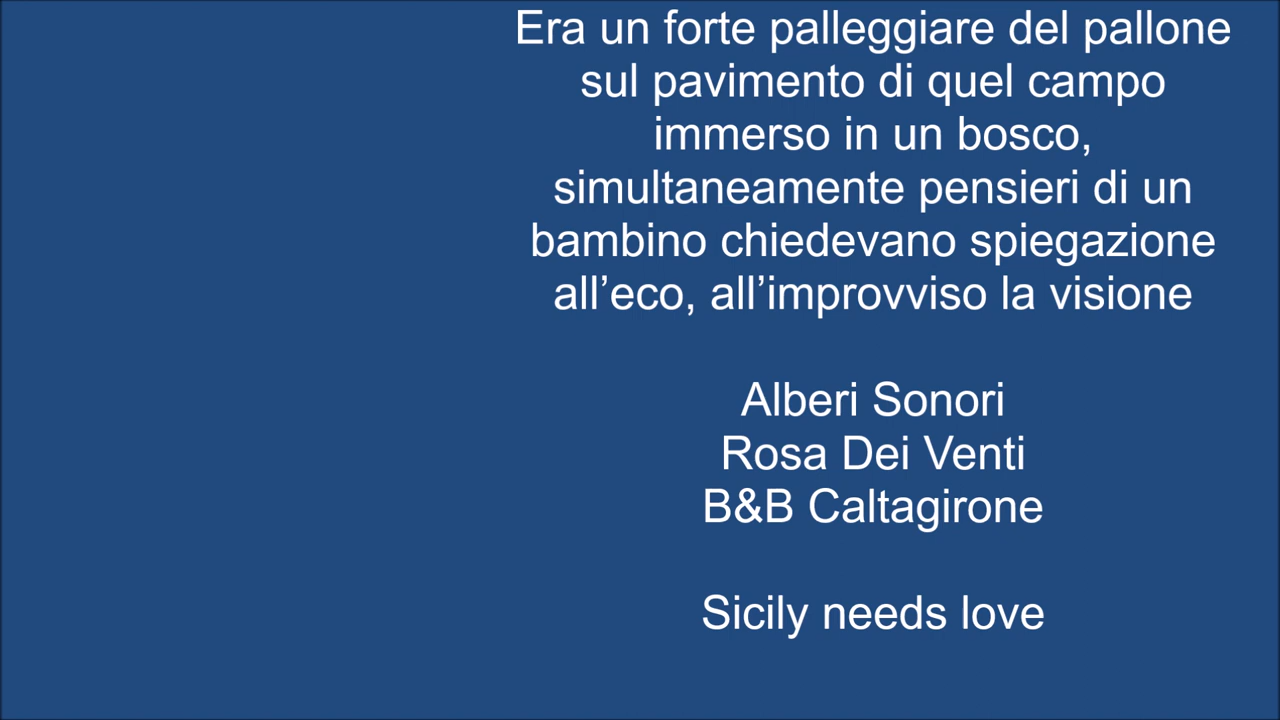 Era un forte palleggiare del pallone
sul pavimento di quel campo
immerso in un bosco,
simultaneamente pensieri di un
bambino chiedevano spiegazione
all’eco, all’improvviso la visione
Alberi Sonori
Rosa Dei Venti
B&B Caltagirone
Sicily needs love